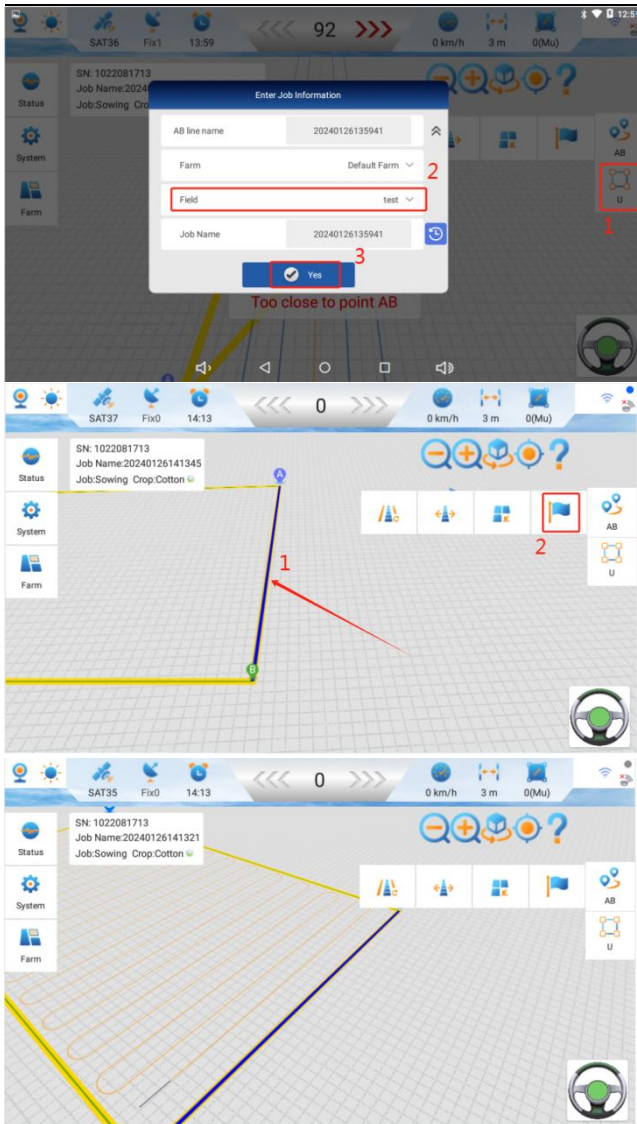 92
12:5
SAT36 Fix1 13:59 0 km/h 3 m 0(Mu)
SN: 1022081713
Job Name:2024
Job:Sowing Cro
Status
System
Farm
Enter Job Information
AB line name 20240126135941
Farm Default Farm
2
Field test
Job Name 20240126135941
3
Yes
Too close to point AB
AB
U
1
A
0
SAT37 Fix0 14:13 0 km/h 3 m 0(Mu)
SN: 1022081713
Job Name:20240126141345
Job:Sowing Crop:Cotton
Status
System
Farm
A
1
B
2
AB
U
0
SAT35 Fix0 14:13 0 km/h 3 m 0(Mu)
SN: 1022081713
Job Name:20240126141321
Job:Sowing Crop:Cotton
Status
System
Farm
AB
U